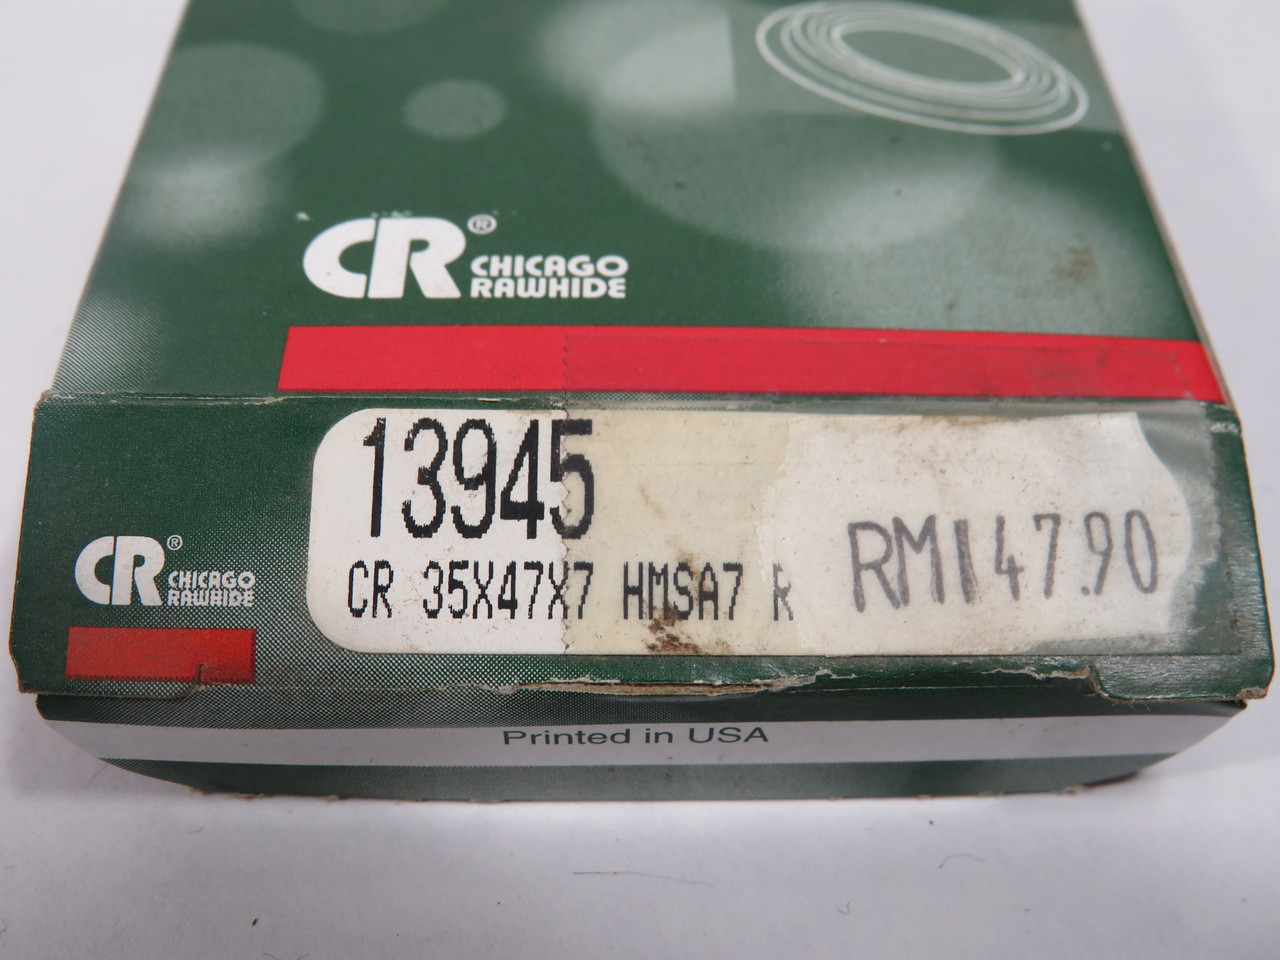 CR® CHICAGO
RAWHIDE
13945
CR 35X47X7 HMSA7 R
RM147.90
CR® CHICAGO
RAWHIDE
Printed in USA